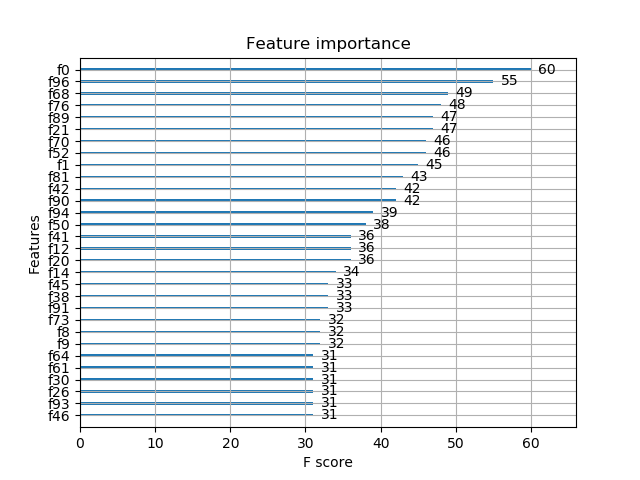 Feature importance
f0 60
f96 55
f68 49
f76 48
f89 47
f21 47
f70 46
f52 46
f1 45
f81 43
f42 42
f90 42
f94 39
f50 38
f41 36
f12 36
f20 36
f14 34
f45 33
f38 33
f91 33
f73 32
f8 32
f9 32
f64 31
f61 31
f30 31
f26 31
f93 31
f46 31
Features
0 10 20 30 40 50 60
F score